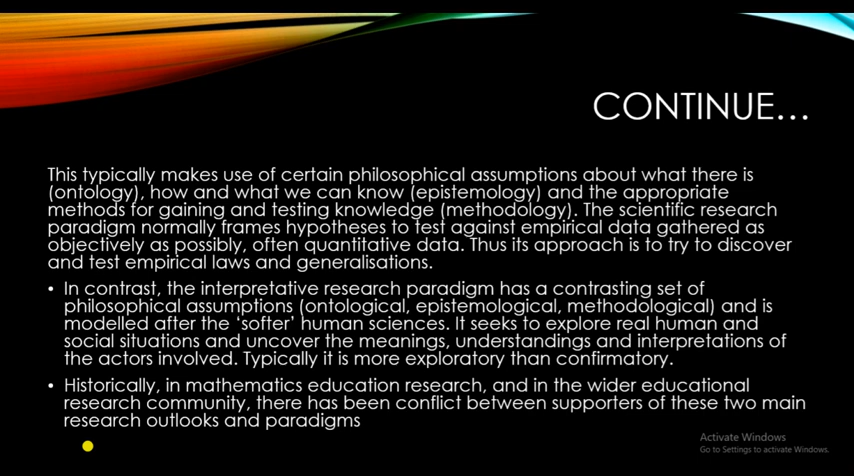 CONTINUE...
This typically makes use of certain philosophical assumptions about what there is
(ontology), how and what we can know (epistemology) and the appropriate
methods for gaining and testing knowledge (methodology). The scientific research
paradigm normally frames hypotheses to test against empirical data gathered as
objectively as possibly, often quantitative data. Thus its approach is to try to discover
and test empirical laws and generalisations.
• In contrast, the interpretative research paradigm has a contrasting set of
philosophical assumptions (ontological, epistemological, methodological) and is
modelled after the ‘softer’ human sciences. It seeks to explore real human and
social situations and uncover the meanings, understandings and interpretations of
the actors involved. Typically it is more exploratory than confirmatory.
• Historically, in mathematics education research, and in the wider educational
research community, there has been conflict between supporters of these two main
research outlooks and paradigms
Activate Windows
Go to Settings to activate Windows.